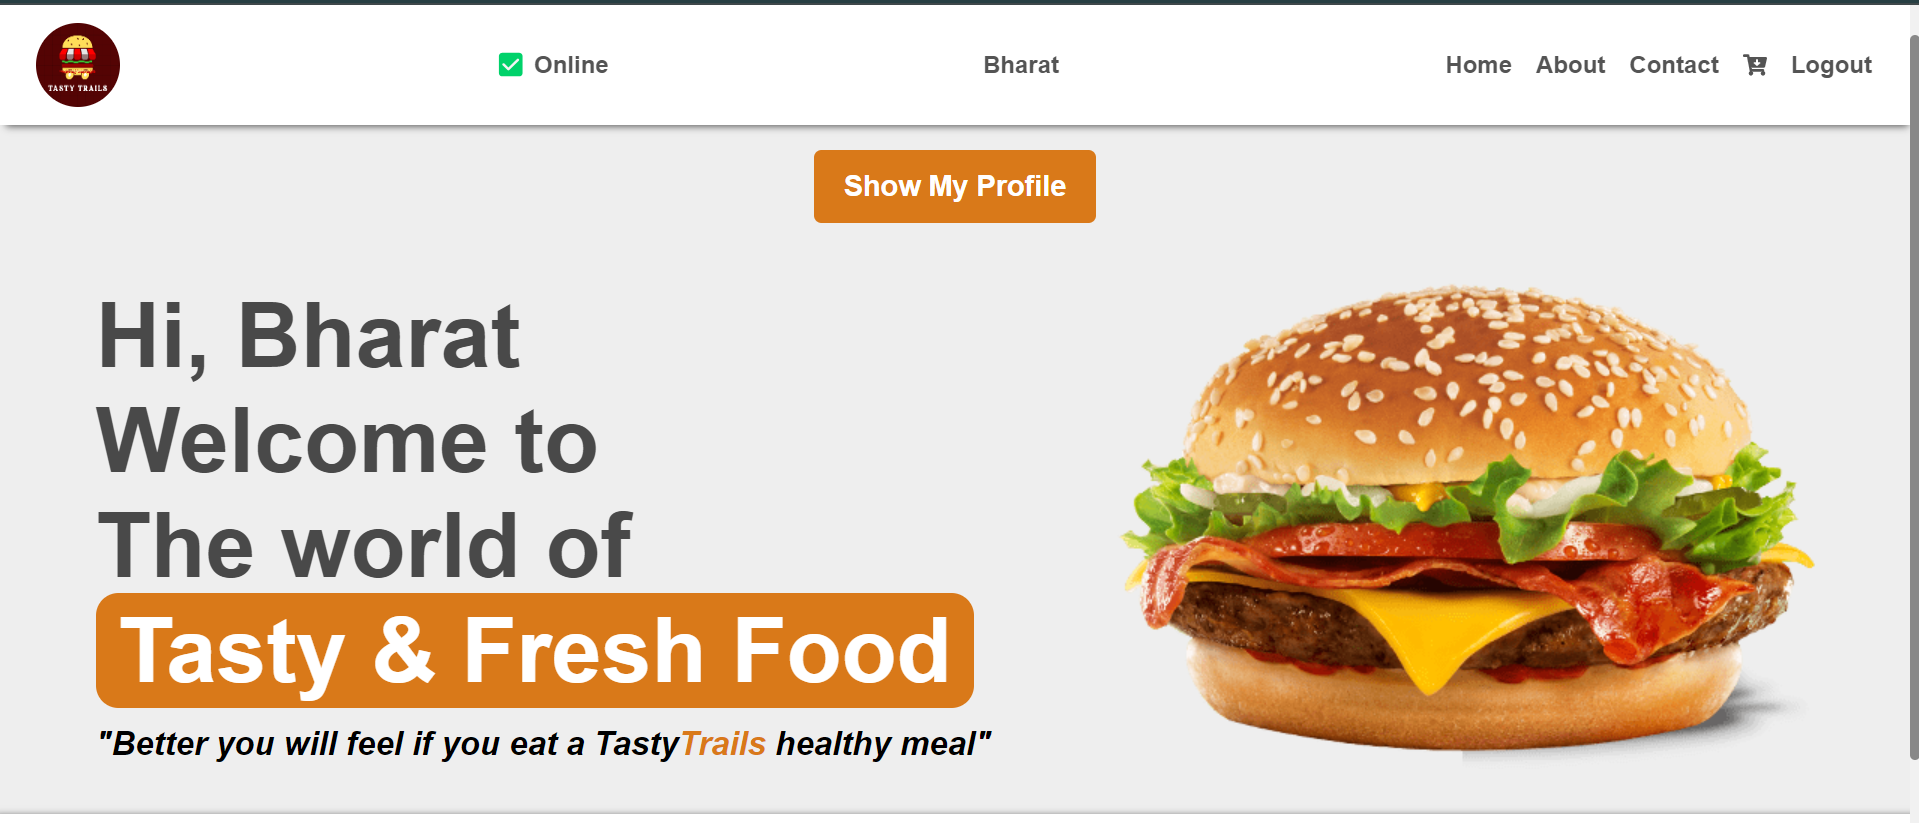 TASTY TRAILS
Online
Bharat
Home About Contact Logout
Show My Profile
Hi, Bharat
Welcome to
The world of
Tasty & Fresh Food
"Better you will feel if you eat a TastyTrails healthy meal"